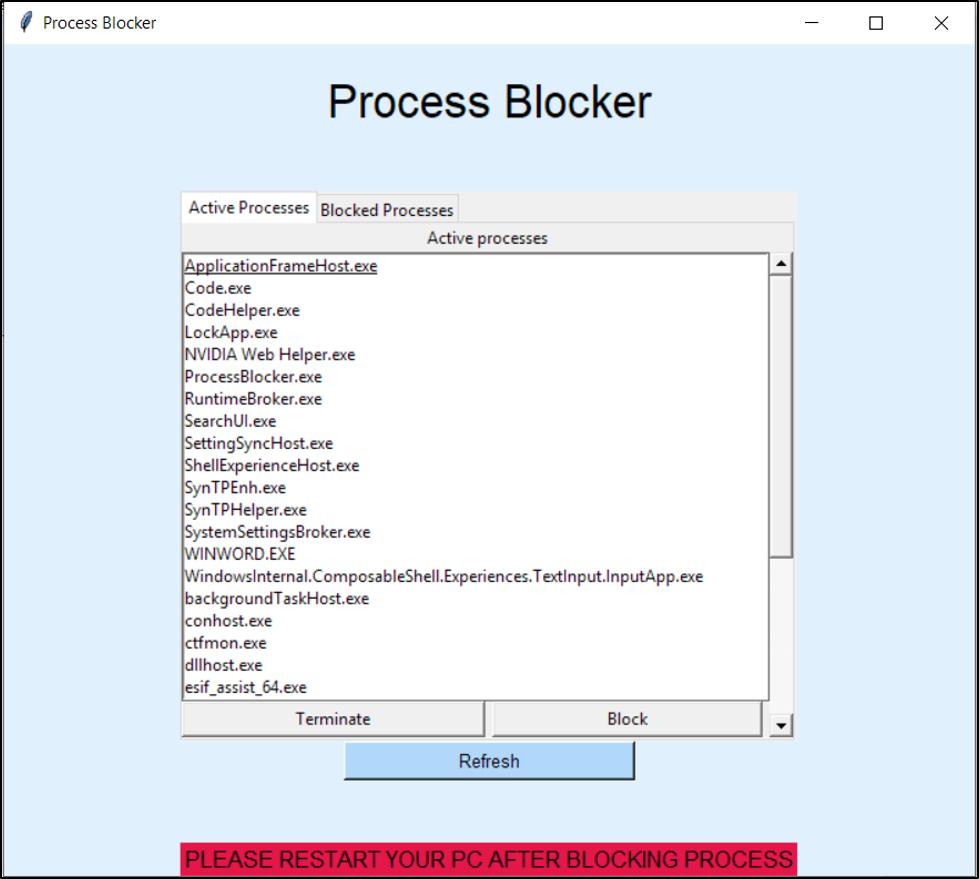 Process Blocker
Process Blocker
Active Processes Blocked Processes
Active processes
ApplicationFrameHost.exe
Code.exe
CodeHelper.exe
LockApp.exe
NVIDIA Web Helper.exe
ProcessBlocker.exe
RuntimeBroker.exe
SearchUI.exe
SettingSyncHost.exe
ShellExperienceHost.exe
SynTPEnh.exe
SynTPHelper.exe
SystemSettingsBroker.exe
WINWORD.EXE
WindowsInternal.ComposableShell.Experiences.TextInput.InputApp.exe
backgroundTaskHost.exe
conhost.exe
ctfmon.exe
dllhost.exe
esif_assist_64.exe
Terminate Block
Refresh
PLEASE RESTART YOUR PC AFTER BLOCKING PROCESS